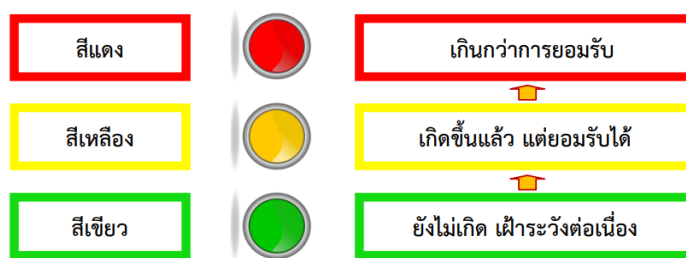 สีแดง
เกินกว่าการยอมรับ
สีเหลือง
เกิดขึ้นแล้ว แต่ยอมรับได้
สีเขียว
ยังไม่เกิด เฝ้าระวังต่อเนื่อง